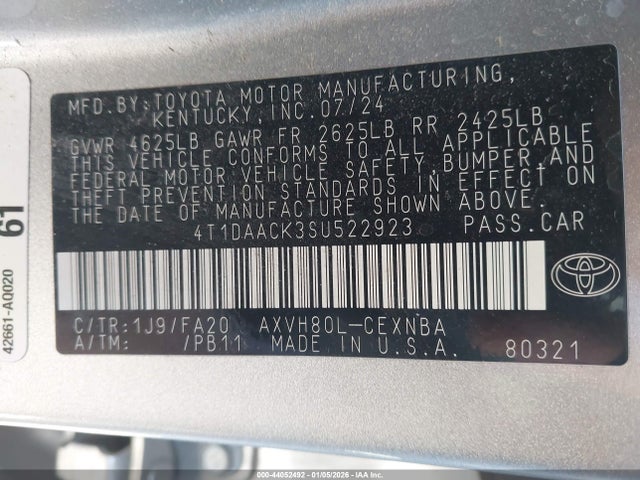 MFD.BY:TOYOTA MOTOR MANUFACTURING,
KENTUCKY, INC.07/24
GVWR 4625LB GAWR FR 2625LB RR 2425LB
THIS VEHICLE CONFORMS TO ALL APPLICABLE
FEDERAL MOTOR VEHICLE SAFETY, BUMPER, AND
THEFT PREVENTION STANDARDS IN EFFECT ON
THE DATE OF MANUFACTURE SHOWN ABOVE.
4T1DAACK3SU522923 PASS.CAR
C/TR:1J9/FA20 AXVH80L-CEXNBA
A/TM: /PB11 MADE IN U.S.A. 80321
TOYOTA
61
42661-AQ020
000-44052492 | 01/05/2026 | IAA Inc.